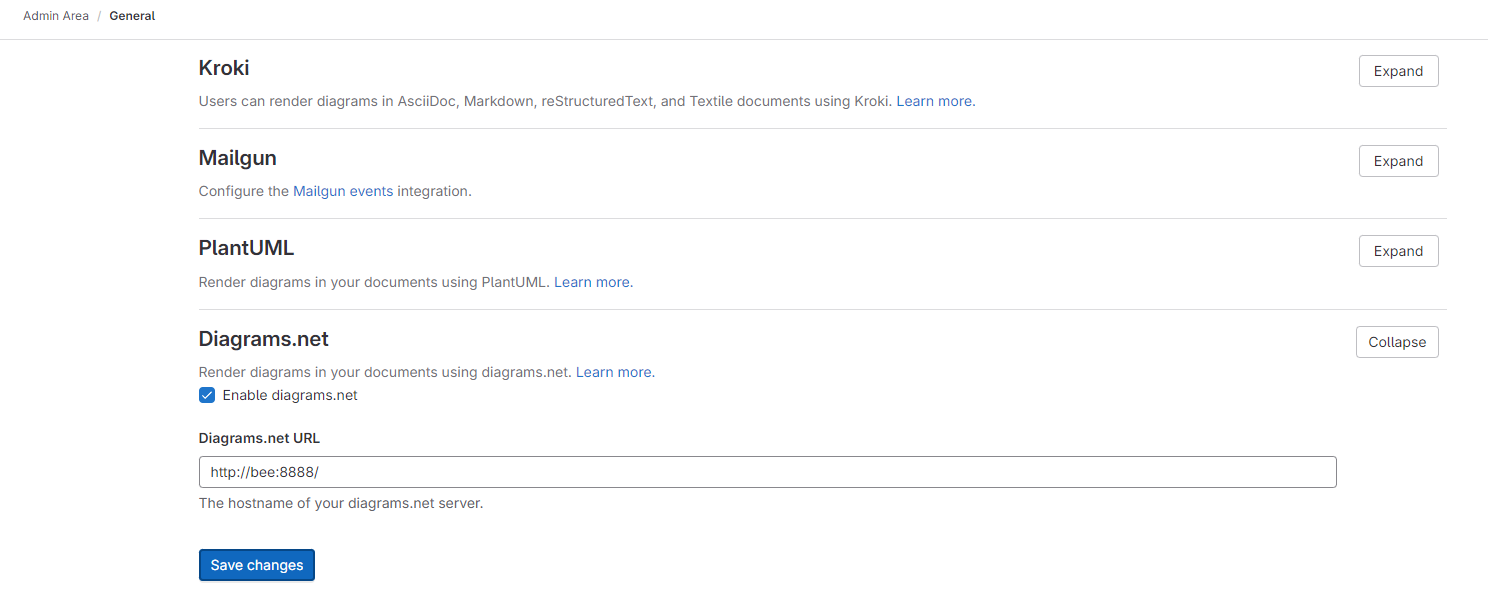 Admin Area / General
Kroki
Expand
Users can render diagrams in AsciiDoc, Markdown, reStructuredText, and Textile documents using Kroki. Learn more.
Mailgun
Expand
Configure the Mailgun events integration.
PlantUML
Expand
Render diagrams in your documents using PlantUML. Learn more.
Diagrams.net
Collapse
Render diagrams in your documents using diagrams.net. Learn more.
Enable diagrams.net
Diagrams.net URL
http://bee:8888/
The hostname of your diagrams.net server.
Save changes